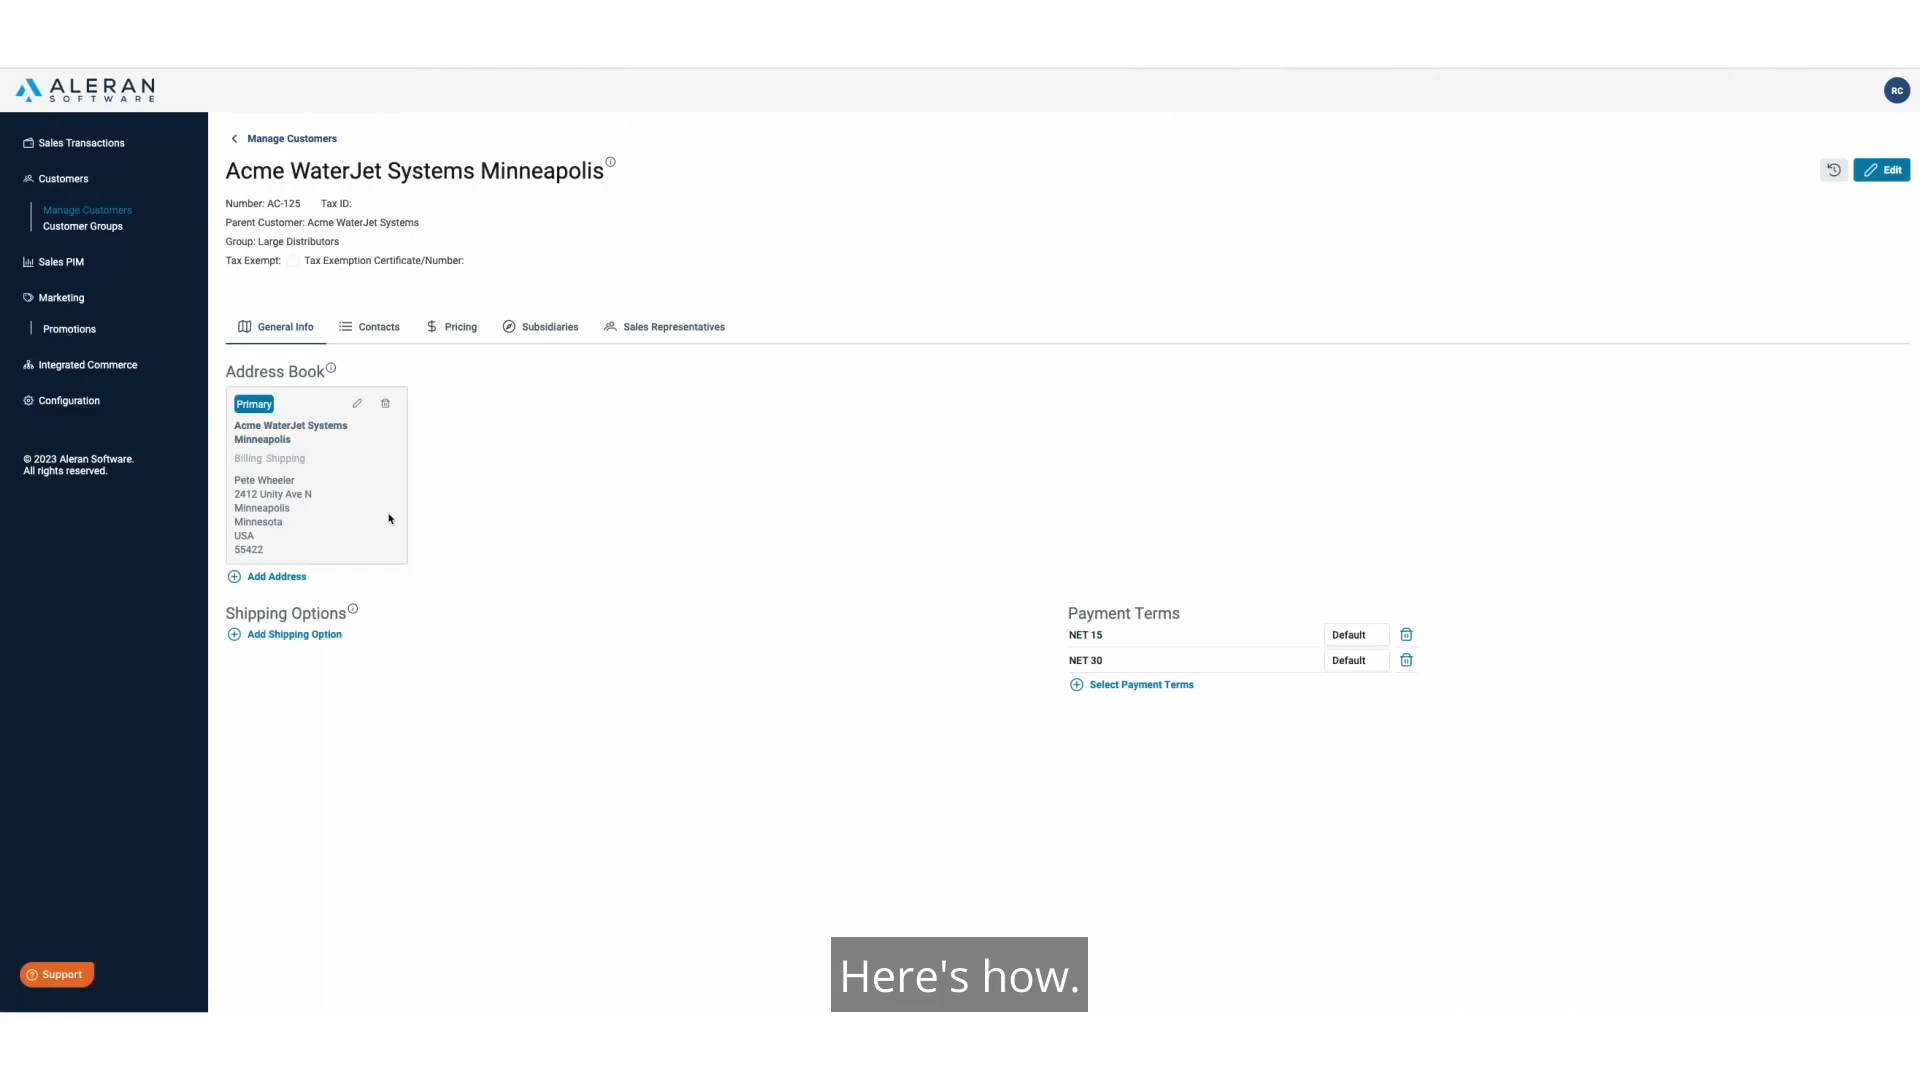 ALERAN
SOFTWARE
RC
Sales Transactions
Customers
Manage Customers
Customer Groups
Sales PIM
Marketing
Promotions
Integrated Commerce
Configuration
© 2023 Aleran Software.
All rights reserved.
Support
Manage Customers
Acme WaterJet Systems Minneapolis
Edit
Number: AC-125 Tax ID:
Parent Customer: Acme WaterJet Systems
Group: Large Distributors
Tax Exempt: Tax Exemption Certificate/Number:
General Info Contacts Pricing Subsidiaries Sales Representatives
Address Book
Primary
Acme WaterJet Systems
Minneapolis
Billing Shipping
Pete Wheeler
2412 Unity Ave N
Minneapolis
Minnesota
USA
55422
Add Address
Shipping Options
Add Shipping Option
Payment Terms
NET 15 Default
NET 30 Default
Select Payment Terms
Here's how.